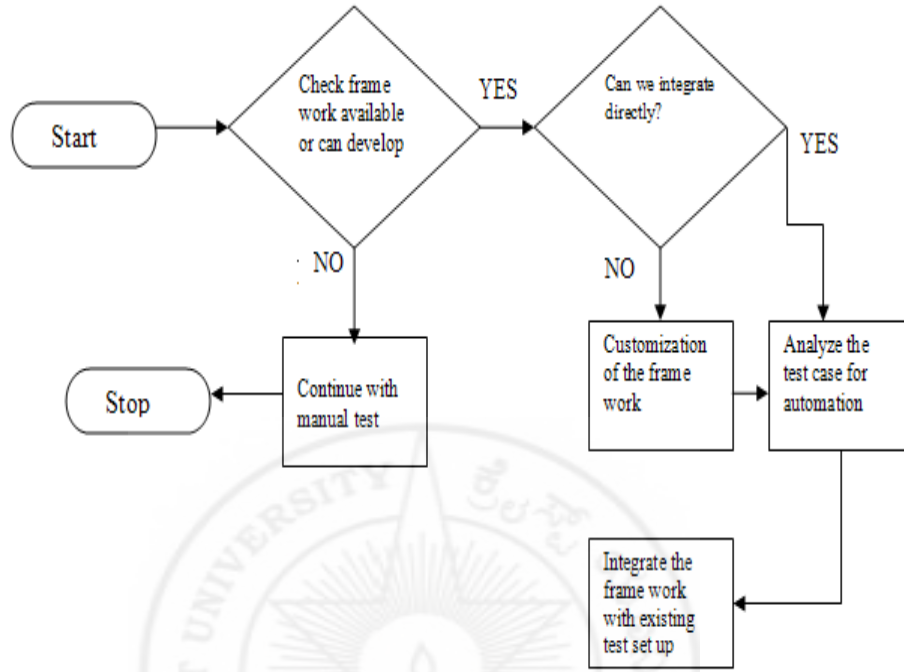 Start
Check frame
work available
or can develop
YES
Can we integrate
directly?
YES
NO
NO
Stop
Continue with
manual test
Customization
of the frame
work
Analyze the
test case for
automation
Integrate the
frame work
with existing
test set up
UNIVERSITY